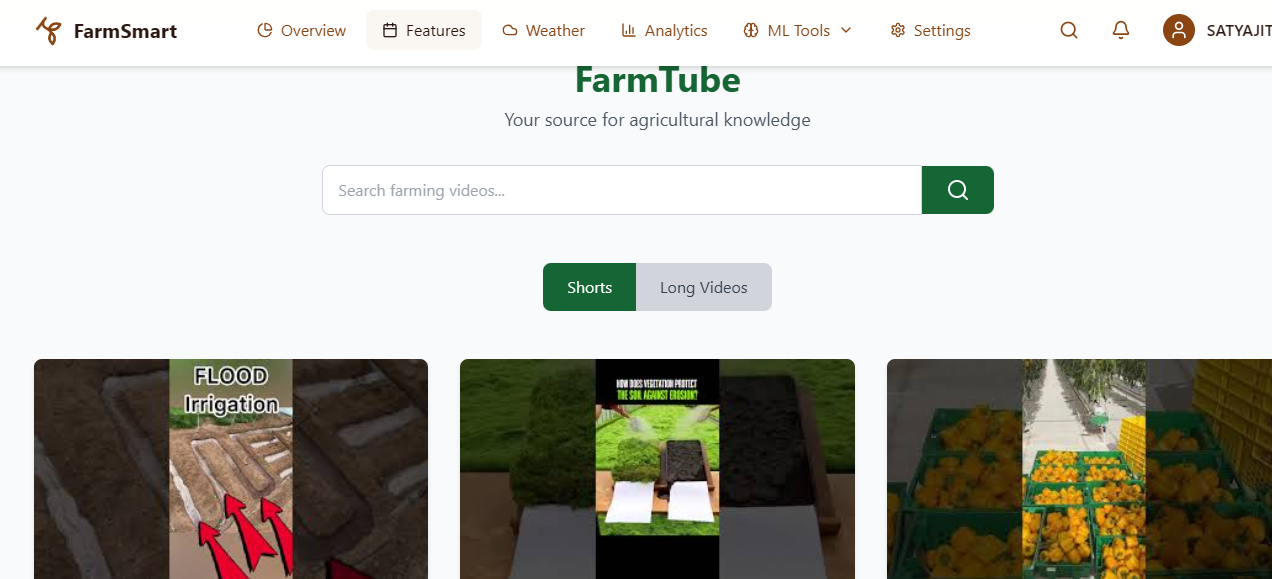 FarmSmart
Overview
Features
Weather
Analytics
ML Tools
Settings
SATYAJIT
FarmTube
Your source for agricultural knowledge
Search farming videos...
Shorts
Long Videos
FLOOD
Irrigation
HOW DOES VEGETATION PROTECT
THE SOIL AGAINST EROSION?